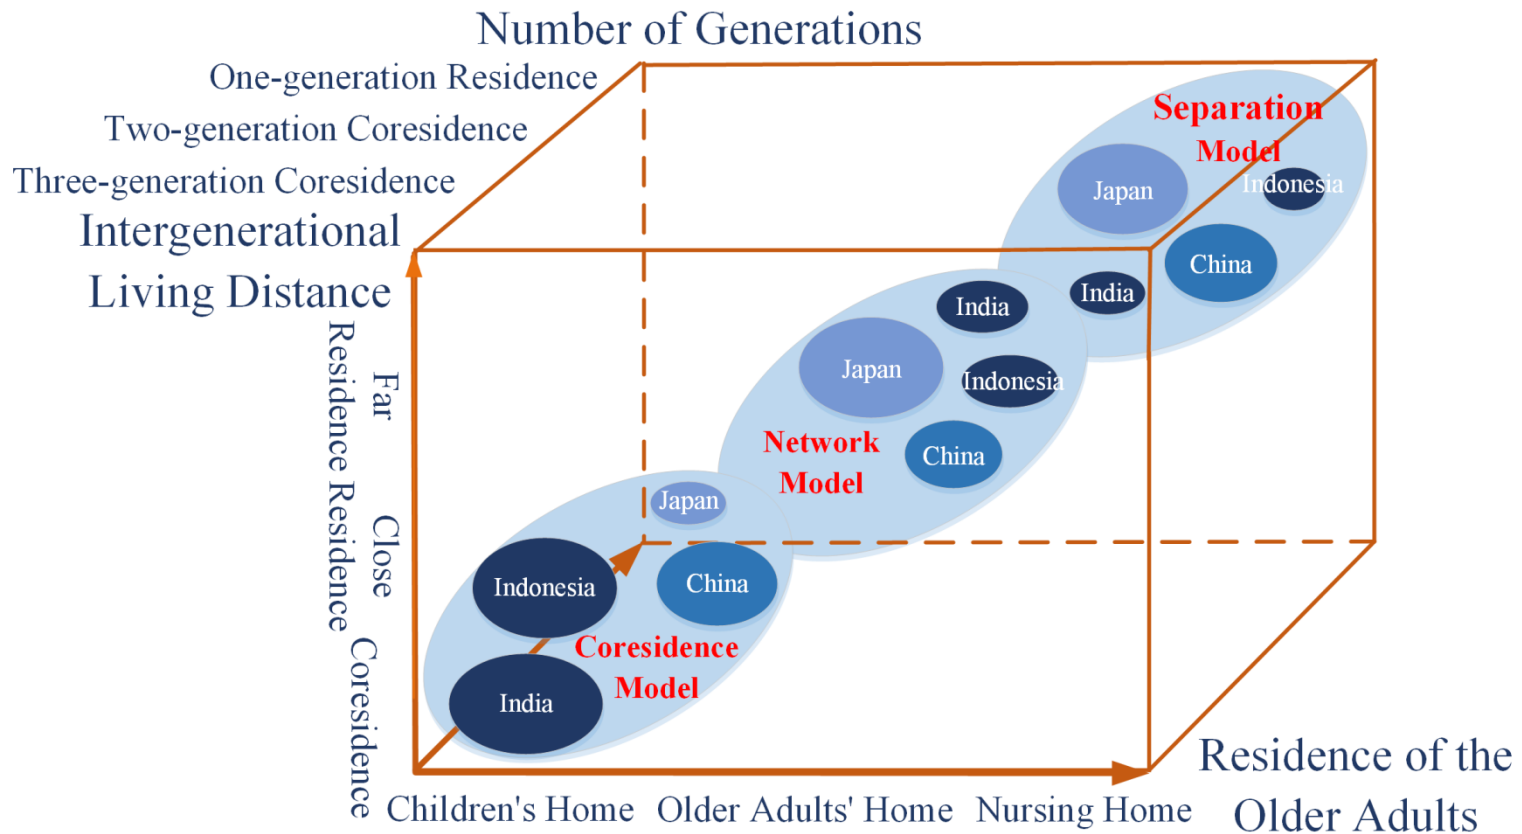 Number of Generations
One-generation Residence
Two-generation Coresidence
Three-generation Coresidence
Intergenerational
Living Distance
Far
Residence
Close
Residence
Coresidence
Separation
Model
Japan
Indonesia
China
India
India
Japan
Indonesia
China
Network
Model
Japan
Indonesia
China
Coresidence
Model
India
Children's Home
Older Adults' Home
Nursing Home
Residence of the
Older Adults